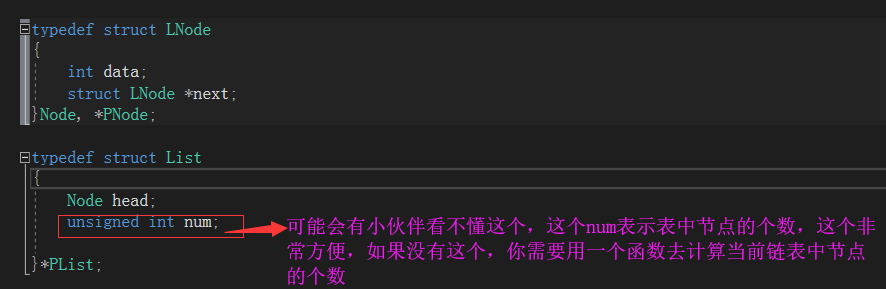 typedef struct LNode
{
int data;
struct LNode *next;
}Node, *PNode;
typedef struct List
{
Node head;
unsigned int num;
可能会有小伙伴看不懂这个，这个num表示表中节点的个数，这个非
常方便，如果没有这个，你需要用一个函数去计算当前链表中节点
的个数
}*PList;